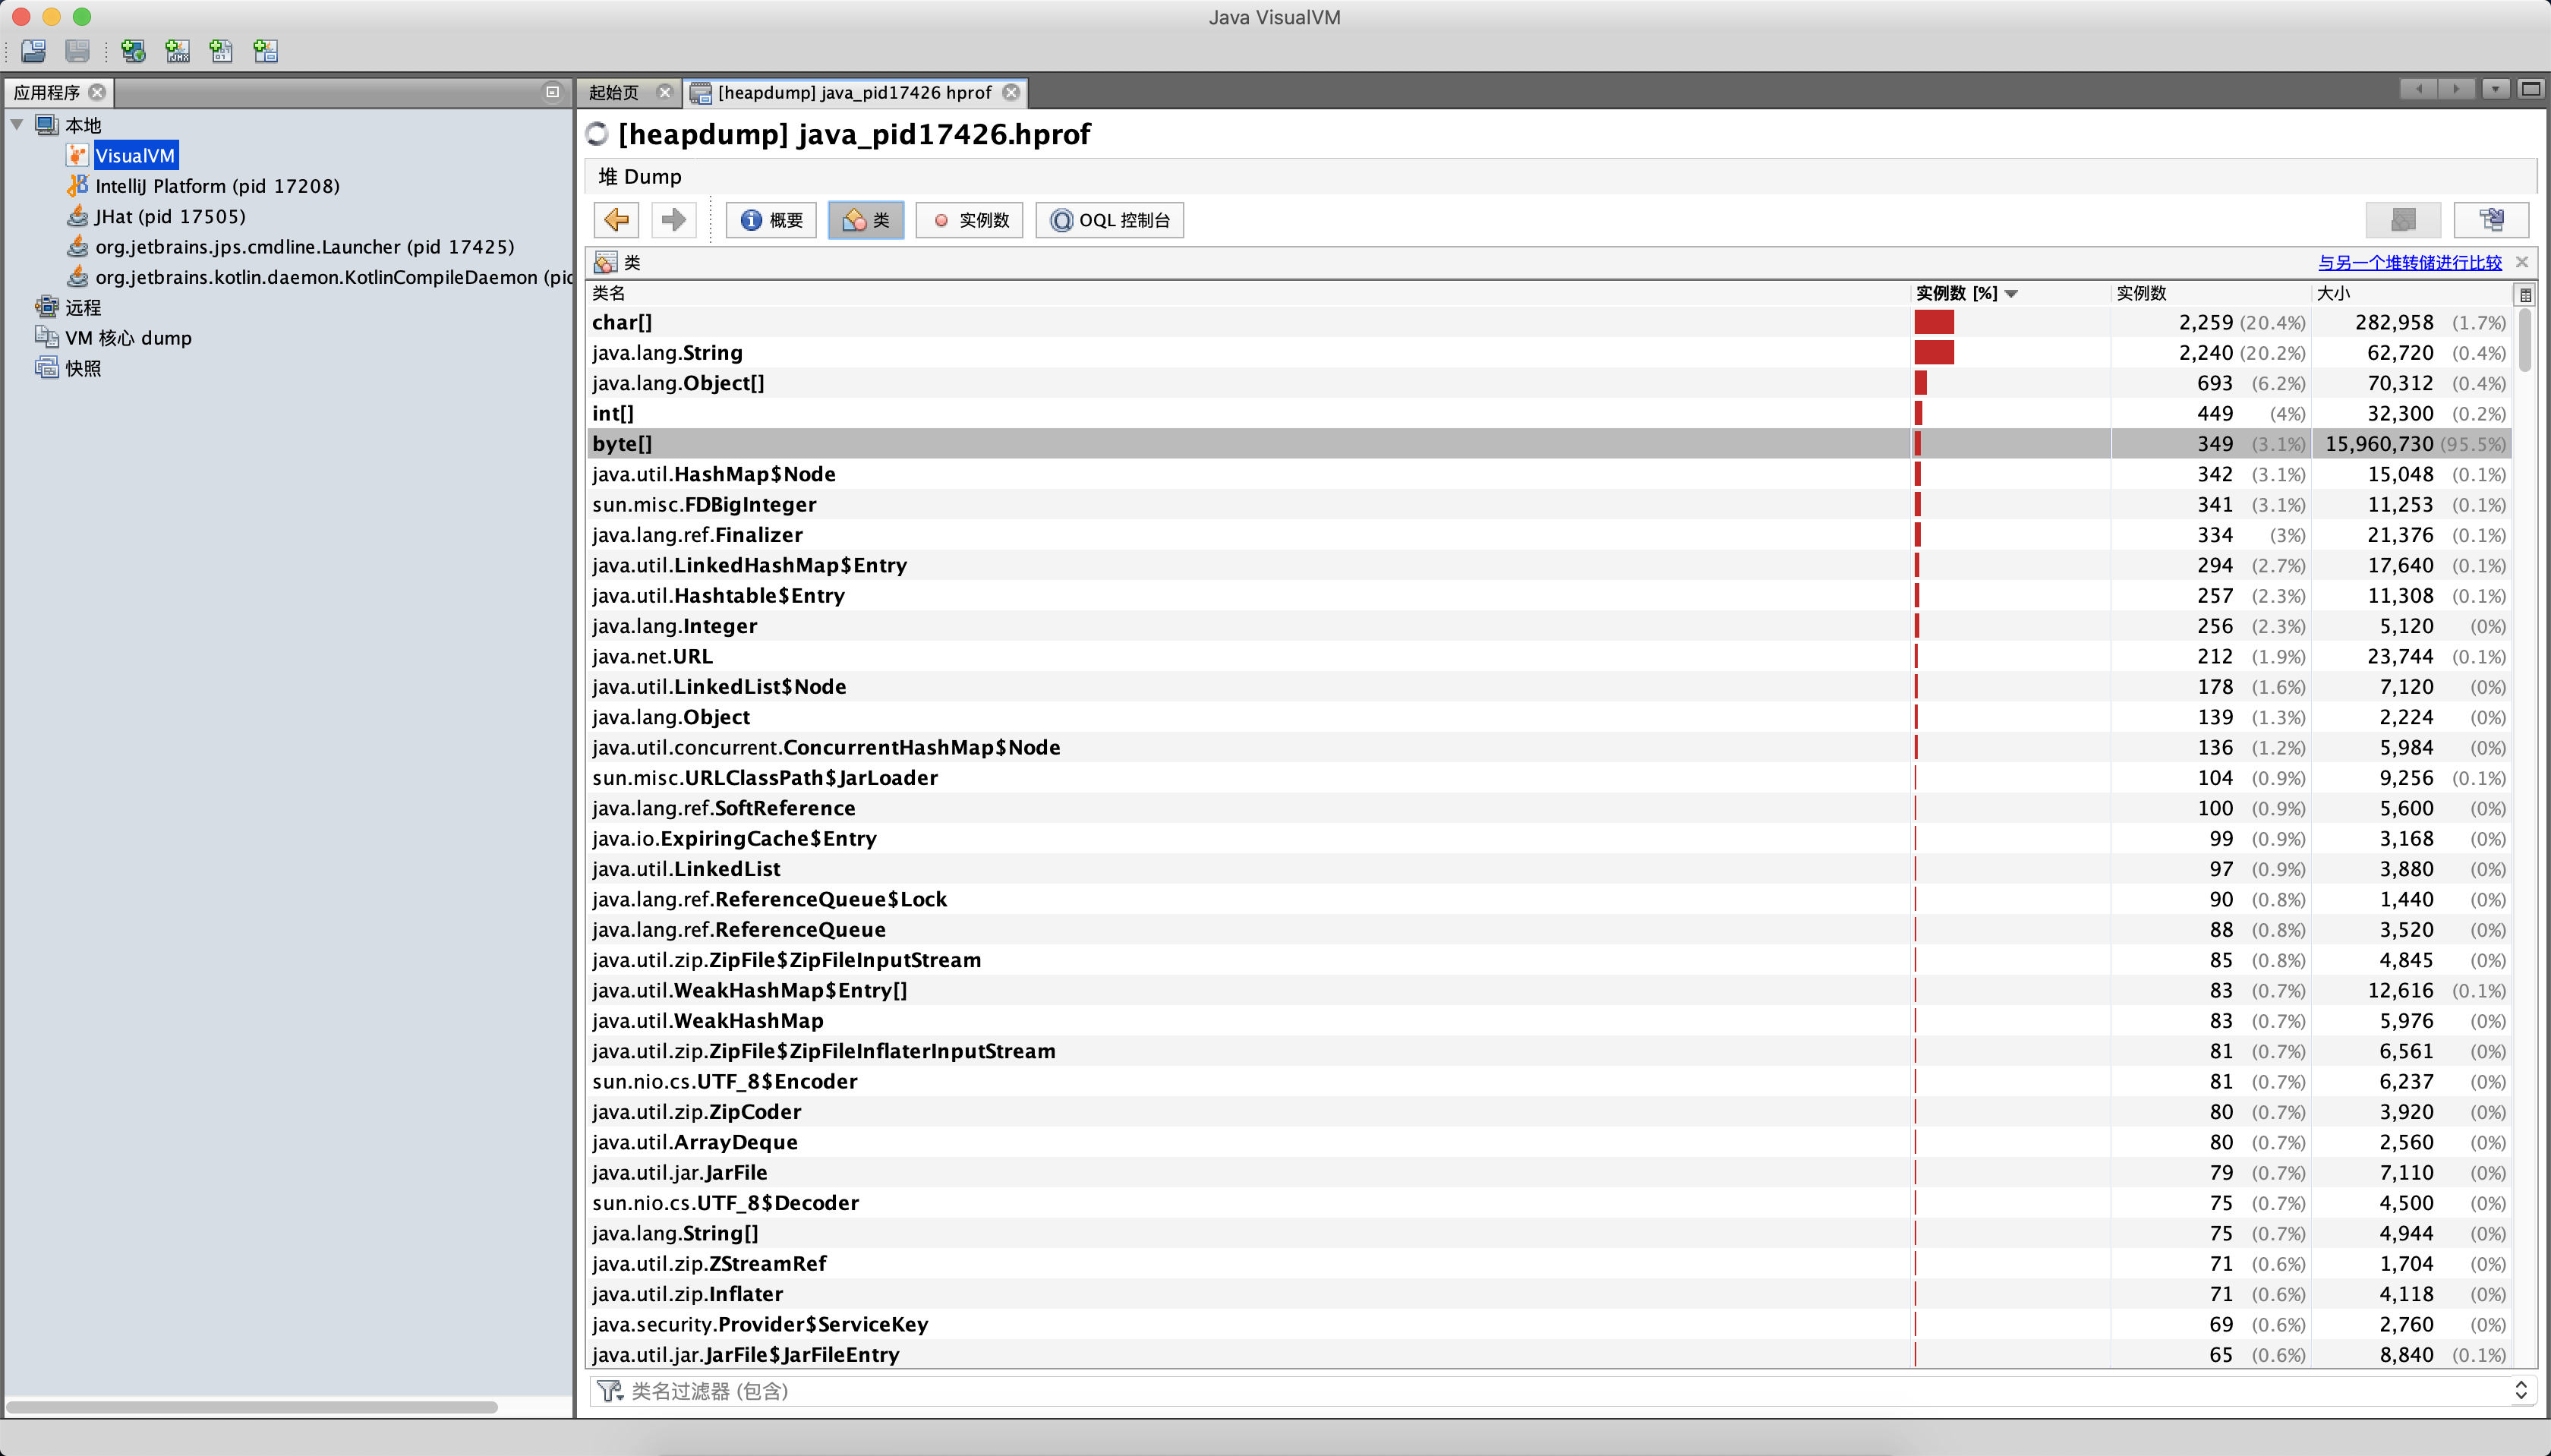 Java VisualVM
应用程序
本地
VisualVM
IntelliJ Platform (pid 17208)
JHat (pid 17505)
org.jetbrains.jps.cmdline.Launcher (pid 17425)
org.jetbrains.kotlin.daemon.KotlinCompileDaemon (pid
远程
VM 核心 dump
快照
起始页
[heapdump] java_pid17426 hprof
[heapdump] java_pid17426.hprof
堆 Dump
概要 类 实例数 OQL 控制台
类 与另一个堆转储进行比较
类名 实例数 [%] 实例数 大小
char[] 2,259 (20.4%) 282,958 (1.7%)
java.lang.String 2,240 (20.2%) 62,720 (0.4%)
java.lang.Object[] 693 (6.2%) 70,312 (0.4%)
int[] 449 (4%) 32,300 (0.2%)
byte[] 349 (3.1%) 15,960,730 (95.5%)
java.util.HashMap$Node 342 (3.1%) 15,048 (0.1%)
sun.misc.FDBigInteger 341 (3.1%) 11,253 (0.1%)
java.lang.ref.Finalizer 334 (3%) 21,376 (0.1%)
java.util.LinkedHashMap$Entry 294 (2.7%) 17,640 (0.1%)
java.util.Hashtable$Entry 257 (2.3%) 11,308 (0.1%)
java.lang.Integer 256 (2.3%) 5,120 (0%)
java.net.URL 212 (1.9%) 23,744 (0.1%)
java.util.LinkedList$Node 178 (1.6%) 7,120 (0%)
java.lang.Object 139 (1.3%) 2,224 (0%)
java.util.concurrent.ConcurrentHashMap$Node 136 (1.2%) 5,984 (0%)
sun.misc.URLClassPath$JarLoader 104 (0.9%) 9,256 (0.1%)
java.lang.ref.SoftReference 100 (0.9%) 5,600 (0%)
java.io.ExpiringCache$Entry 99 (0.9%) 3,168 (0%)
java.util.LinkedList 97 (0.9%) 3,880 (0%)
java.lang.ref.ReferenceQueue$Lock 90 (0.8%) 1,440 (0%)
java.lang.ref.ReferenceQueue 88 (0.8%) 3,520 (0%)
java.util.zip.ZipFile$ZipFileInputStream 85 (0.8%) 4,845 (0%)
java.util.WeakHashMap$Entry[] 83 (0.7%) 12,616 (0.1%)
java.util.WeakHashMap 83 (0.7%) 5,976 (0%)
java.util.zip.ZipFile$ZipFileInflaterInputStream 81 (0.7%) 6,561 (0%)
sun.nio.cs.UTF_8$Encoder 81 (0.7%) 6,237 (0%)
java.util.zip.ZipCoder 80 (0.7%) 3,920 (0%)
java.util.ArrayDeque 80 (0.7%) 2,560 (0%)
java.util.jar.JarFile 79 (0.7%) 7,110 (0%)
sun.nio.cs.UTF_8$Decoder 75 (0.7%) 4,500 (0%)
java.lang.String[] 75 (0.7%) 4,944 (0%)
java.util.zip.ZStreamRef 71 (0.6%) 1,704 (0%)
java.util.zip.Inflater 71 (0.6%) 4,118 (0%)
java.security.Provider$ServiceKey 69 (0.6%) 2,760 (0%)
java.util.jar.JarFile$JarFileEntry 65 (0.6%) 8,840 (0.1%)
类名过滤器 (包含)